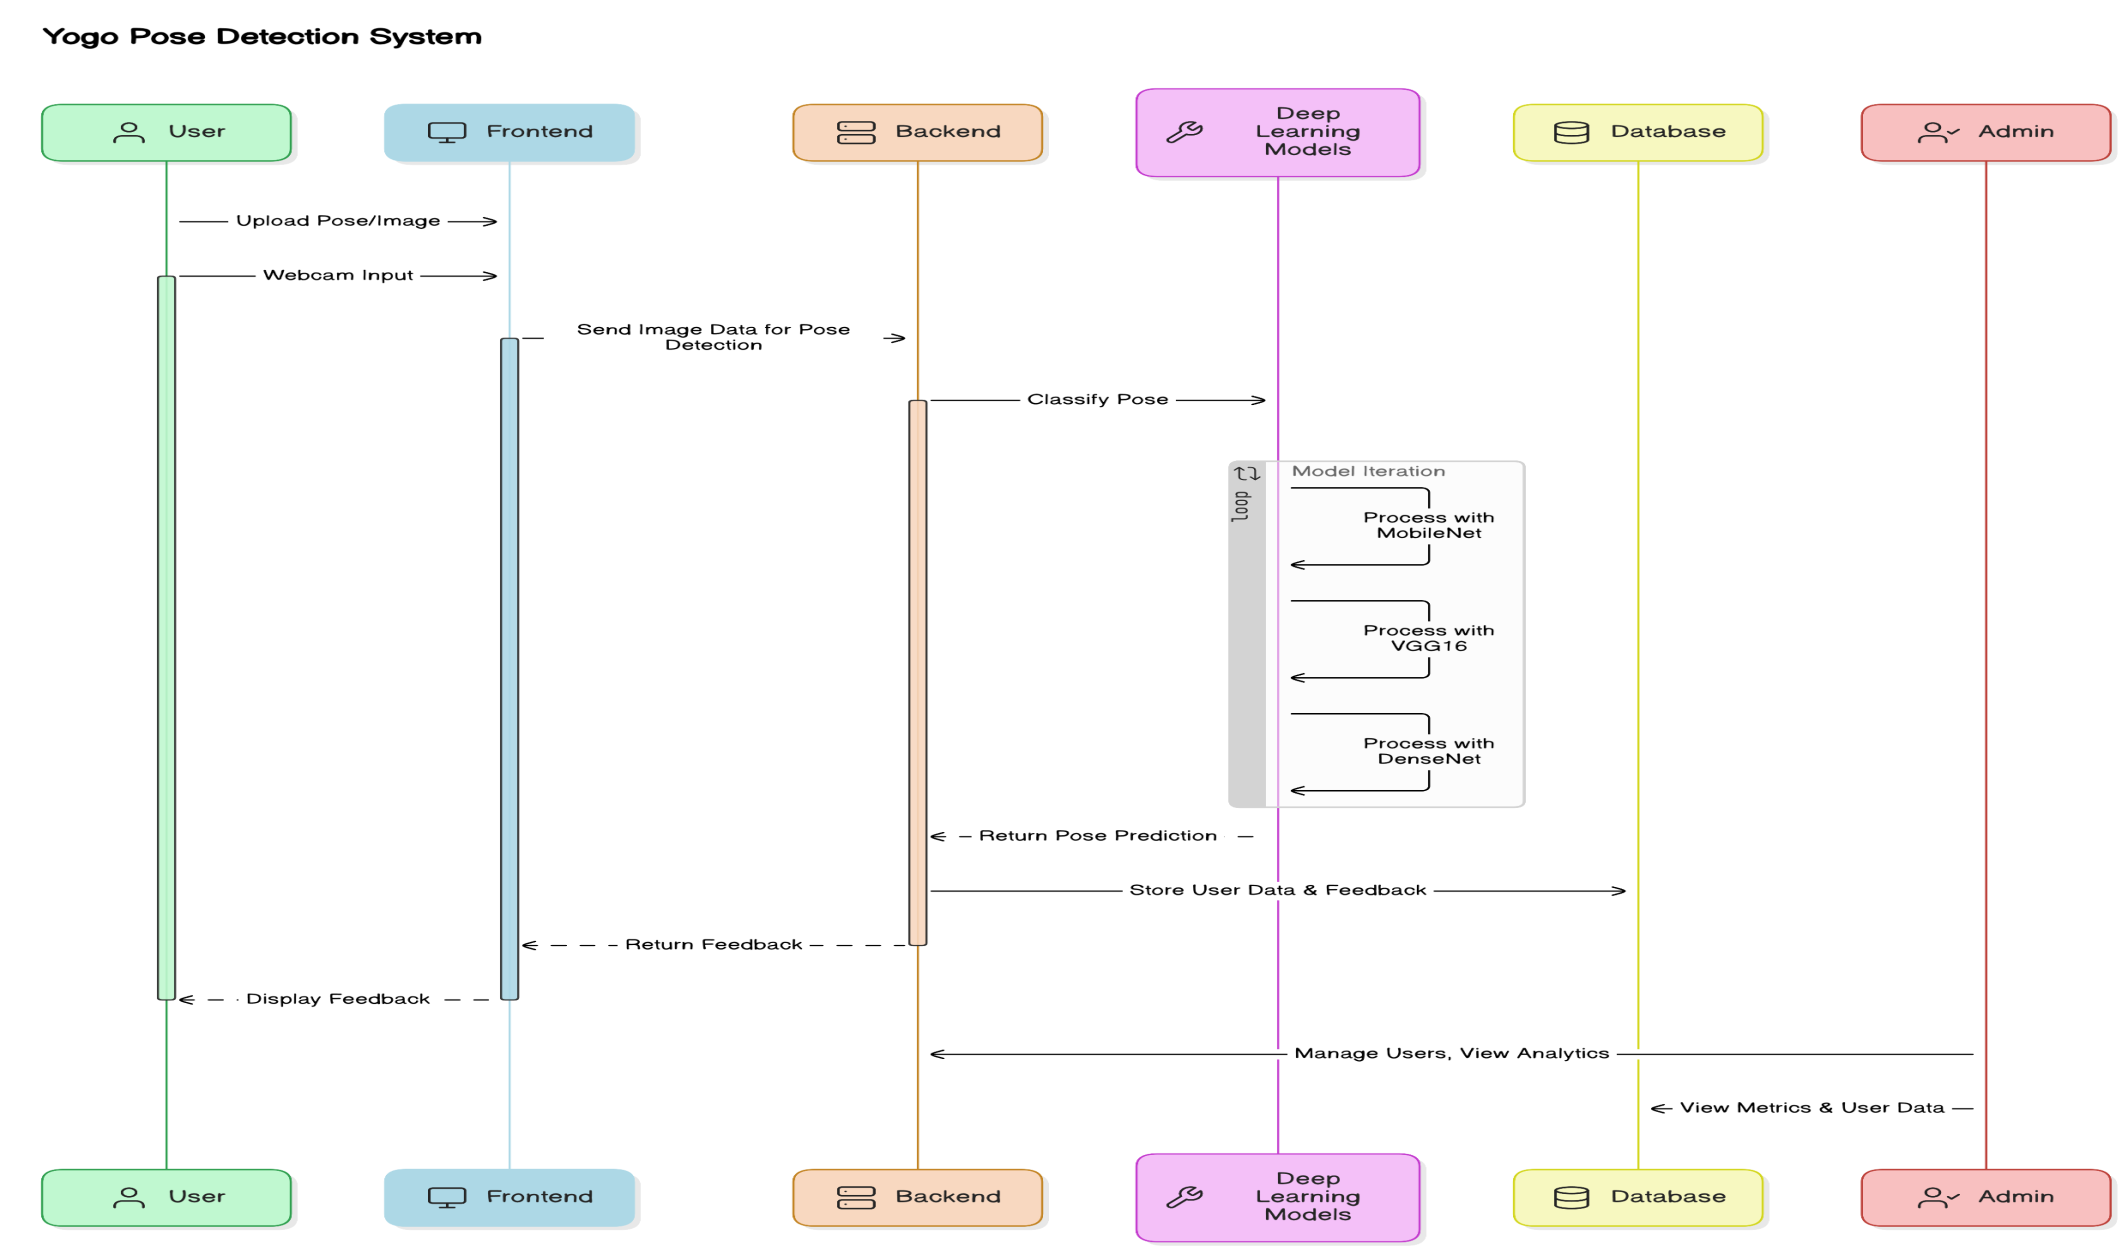 Yogo Pose Detection System
User
Frontend
Backend
Deep
Learning
Models
Database
Admin
Upload Pose/Image
Webcam Input
Send Image Data for Pose
Detection
Classify Pose
loop
Model Iteration
Process with
MobileNet
Process with
VGG16
Process with
DenseNet
Return Pose Prediction
Store User Data & Feedback
Return Feedback
Display Feedback
Manage Users, View Analytics
View Metrics & User Data
User
Frontend
Backend
Deep
Learning
Models
Database
Admin